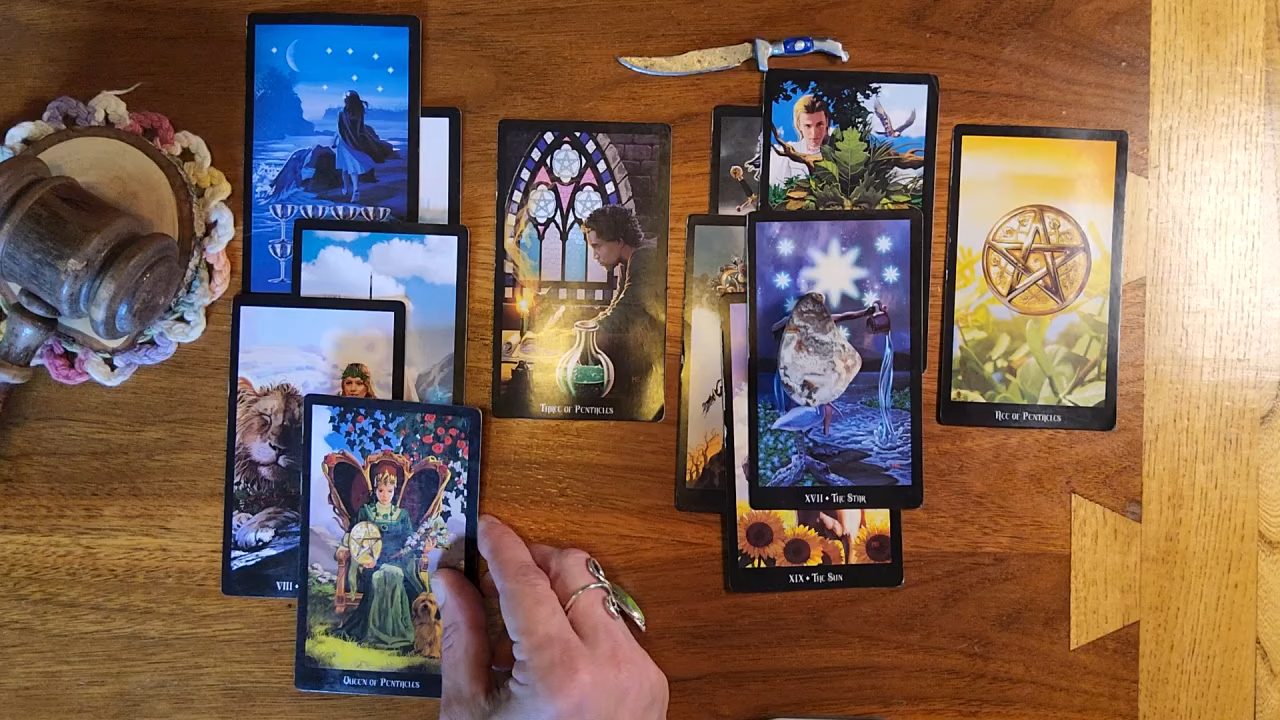 THREE OF PENTACLES
ACE OF PENTACLES
XVII • THE STAR
XIX • THE SUN
VIII •
QUEEN OF PENTACLES